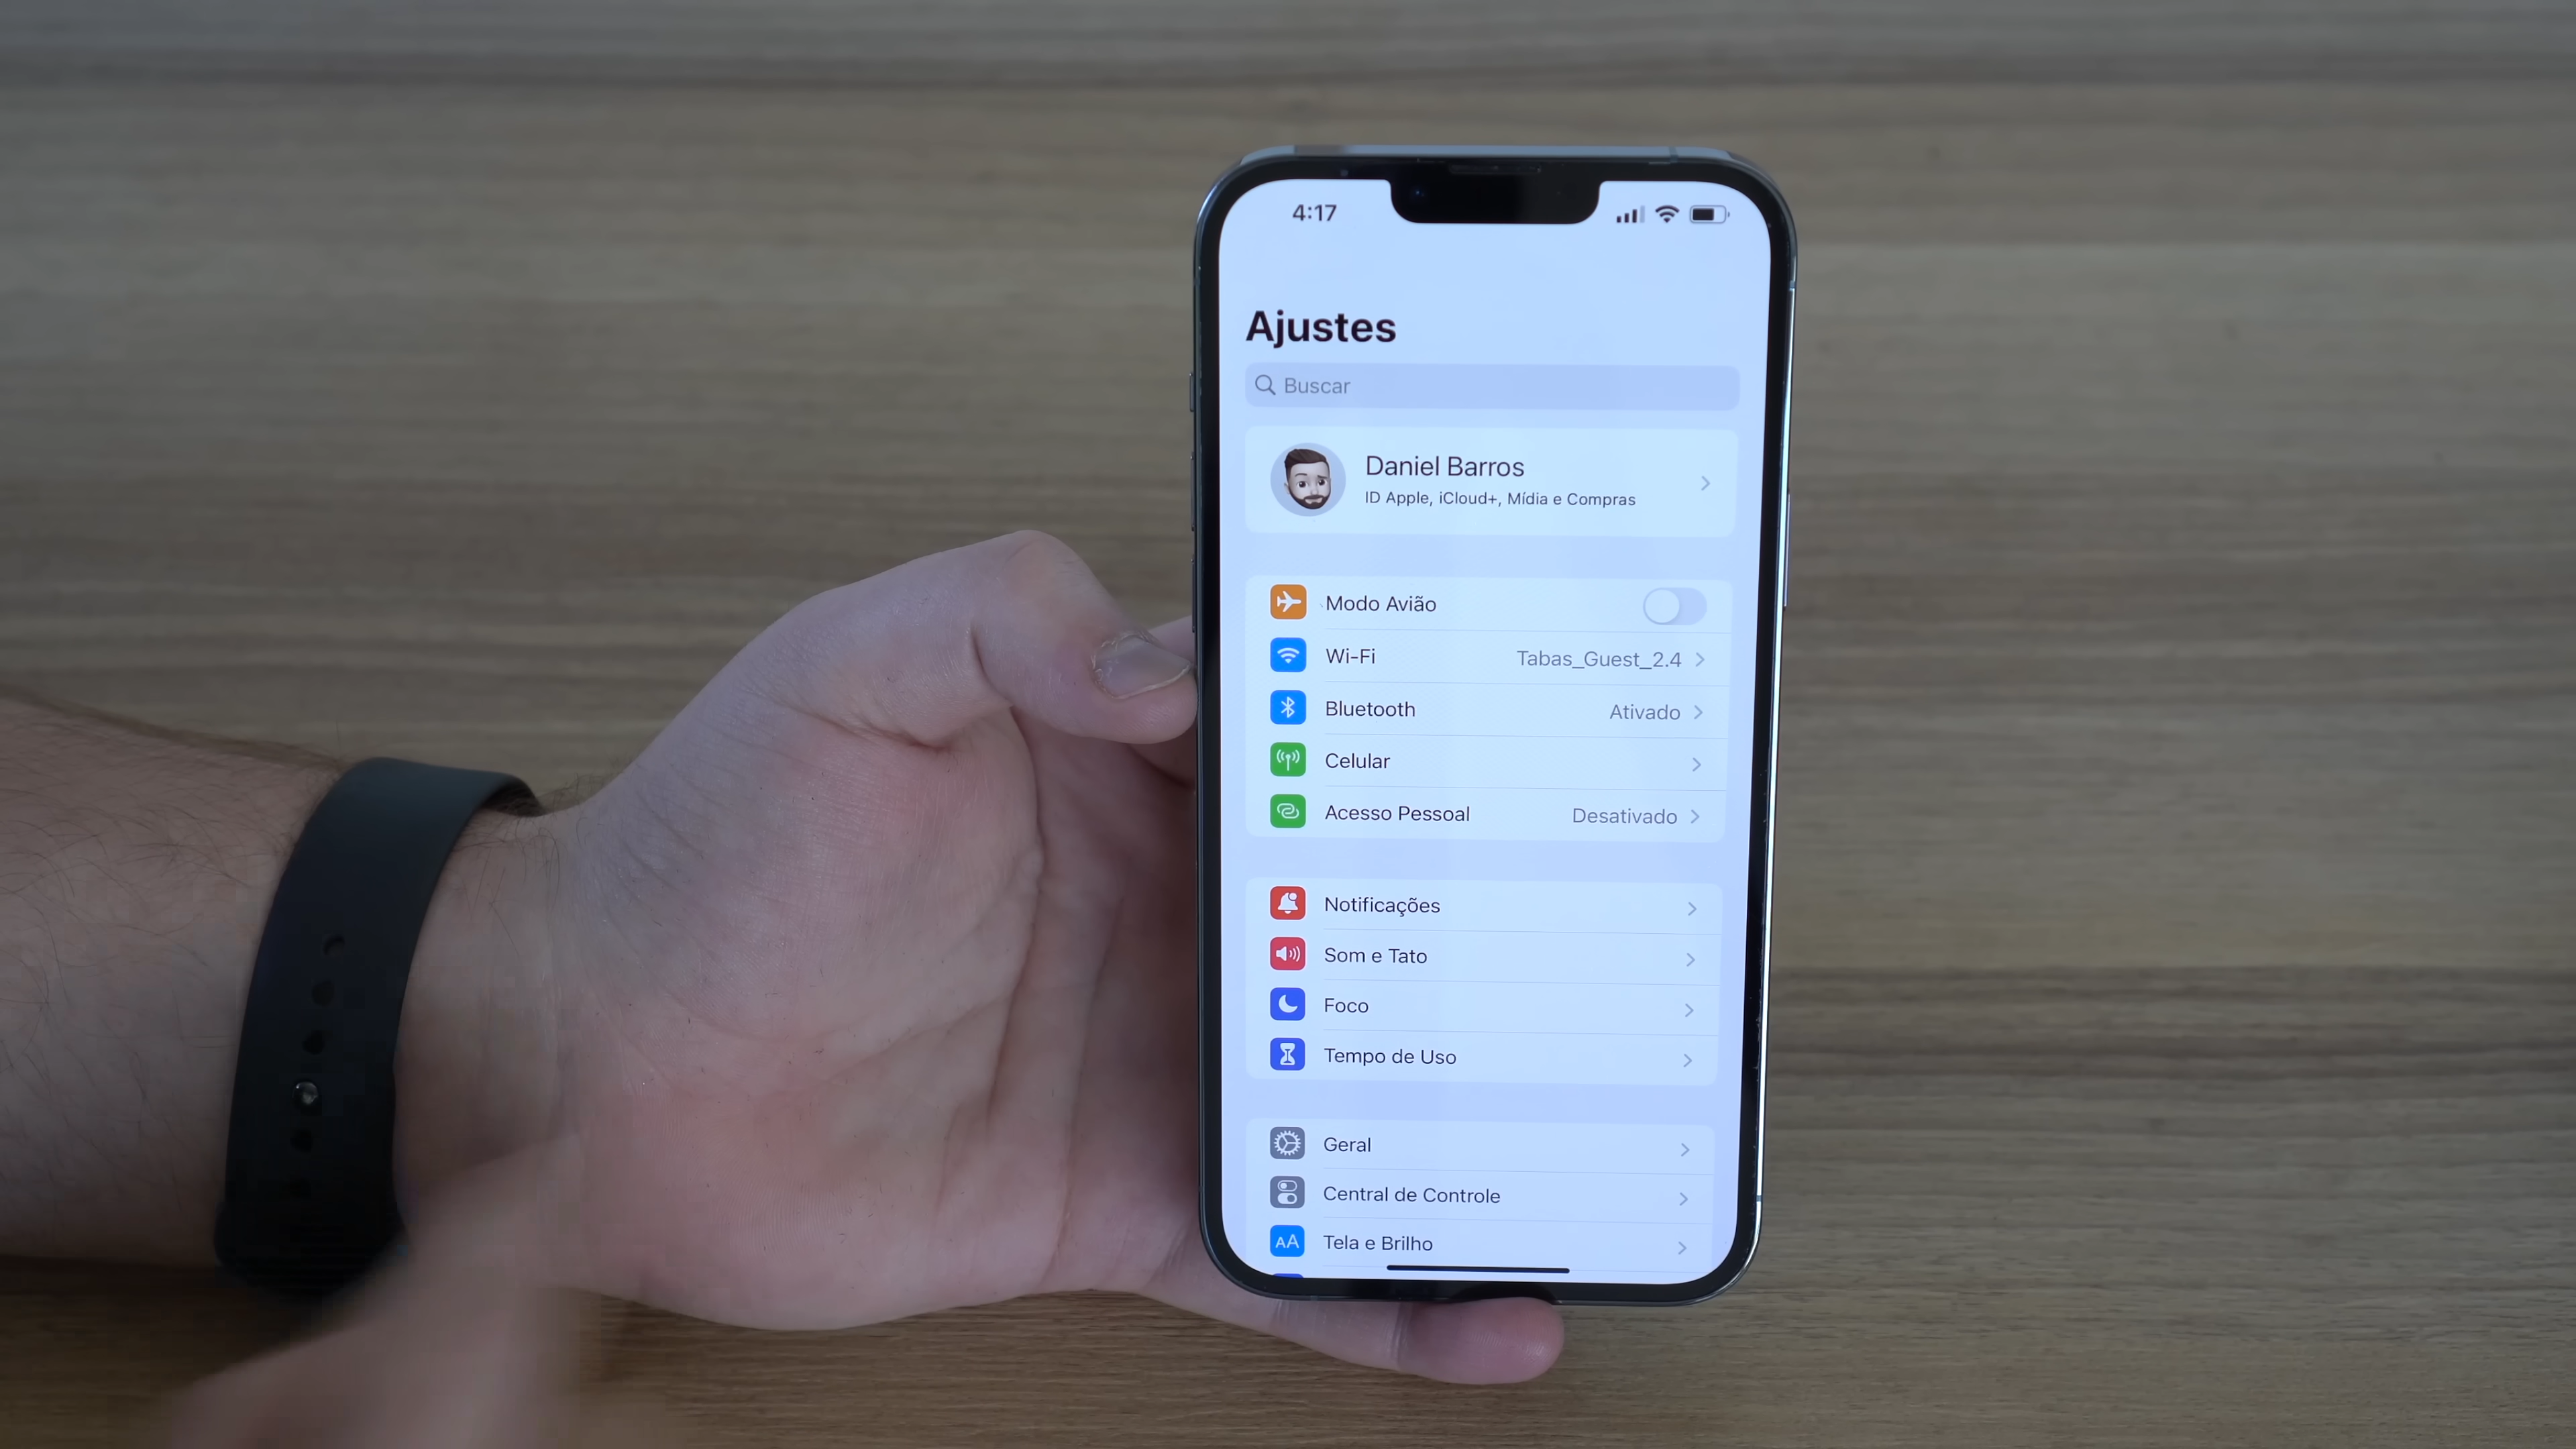 4:17
Ajustes
Buscar
Daniel Barros
ID Apple, iCloud+, Mídia e Compras
Modo Avião
Wi-Fi Tabas_Guest_2.4
Bluetooth Ativado
Celular
Acesso Pessoal Desativado
Notificações
Som e Tato
Foco
Tempo de Uso
Geral
Central de Controle
AA Tela e Brilho